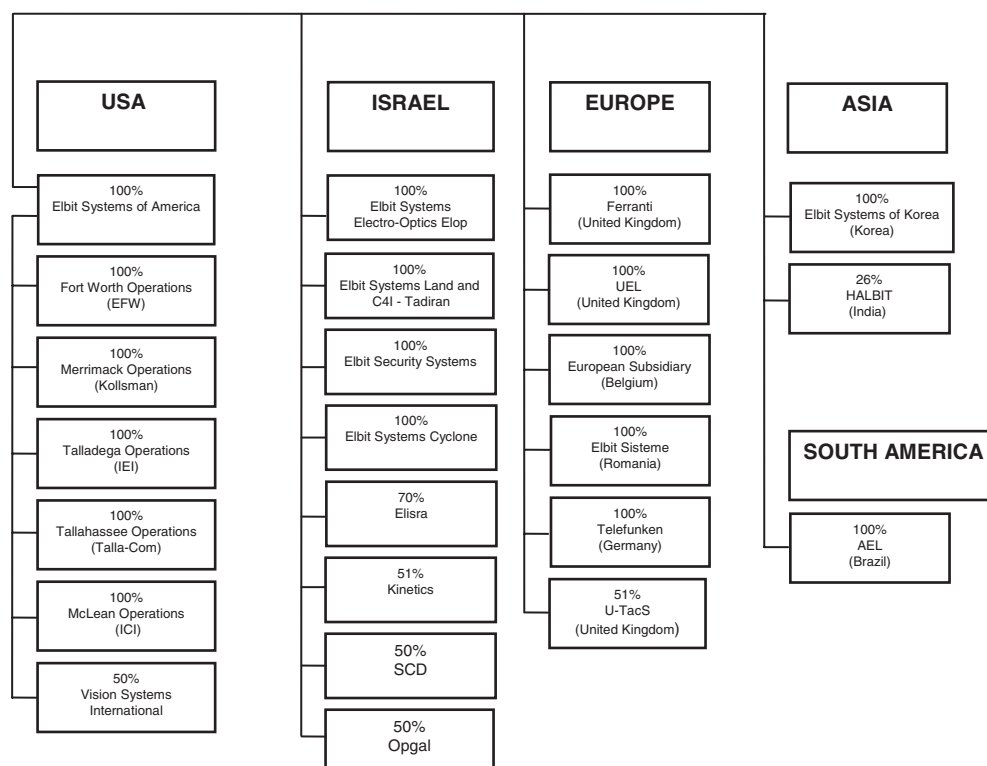 USA
100%
Elbit Systems of America
100%
Fort Worth Operations
(EFW)
100%
Merrimack Operations
(Kollsman)
100%
Talladega Operations
(IEI)
100%
Tallahassee Operations
(Talla-Com)
100%
McLean Operations
(ICI)
50%
Vision Systems
International
ISRAEL
100%
Elbit Systems
Electro-Optics Elop
100%
Elbit Systems Land and
C4I - Tadiran
100%
Elbit Security Systems
100%
Elbit Systems Cyclone
70%
Elisra
51%
Kinetics
50%
SCD
50%
Opgal
EUROPE
100%
Ferranti
(United Kingdom)
100%
UEL
(United Kingdom)
100%
European Subsidiary
(Belgium)
100%
Elbit Sisteme
(Romania)
100%
Telefunken
(Germany)
51%
U-TacS
(United Kingdom)
ASIA
100%
Elbit Systems of Korea
(Korea)
26%
HALBIT
(India)
SOUTH AMERICA
100%
AEL
(Brazil)